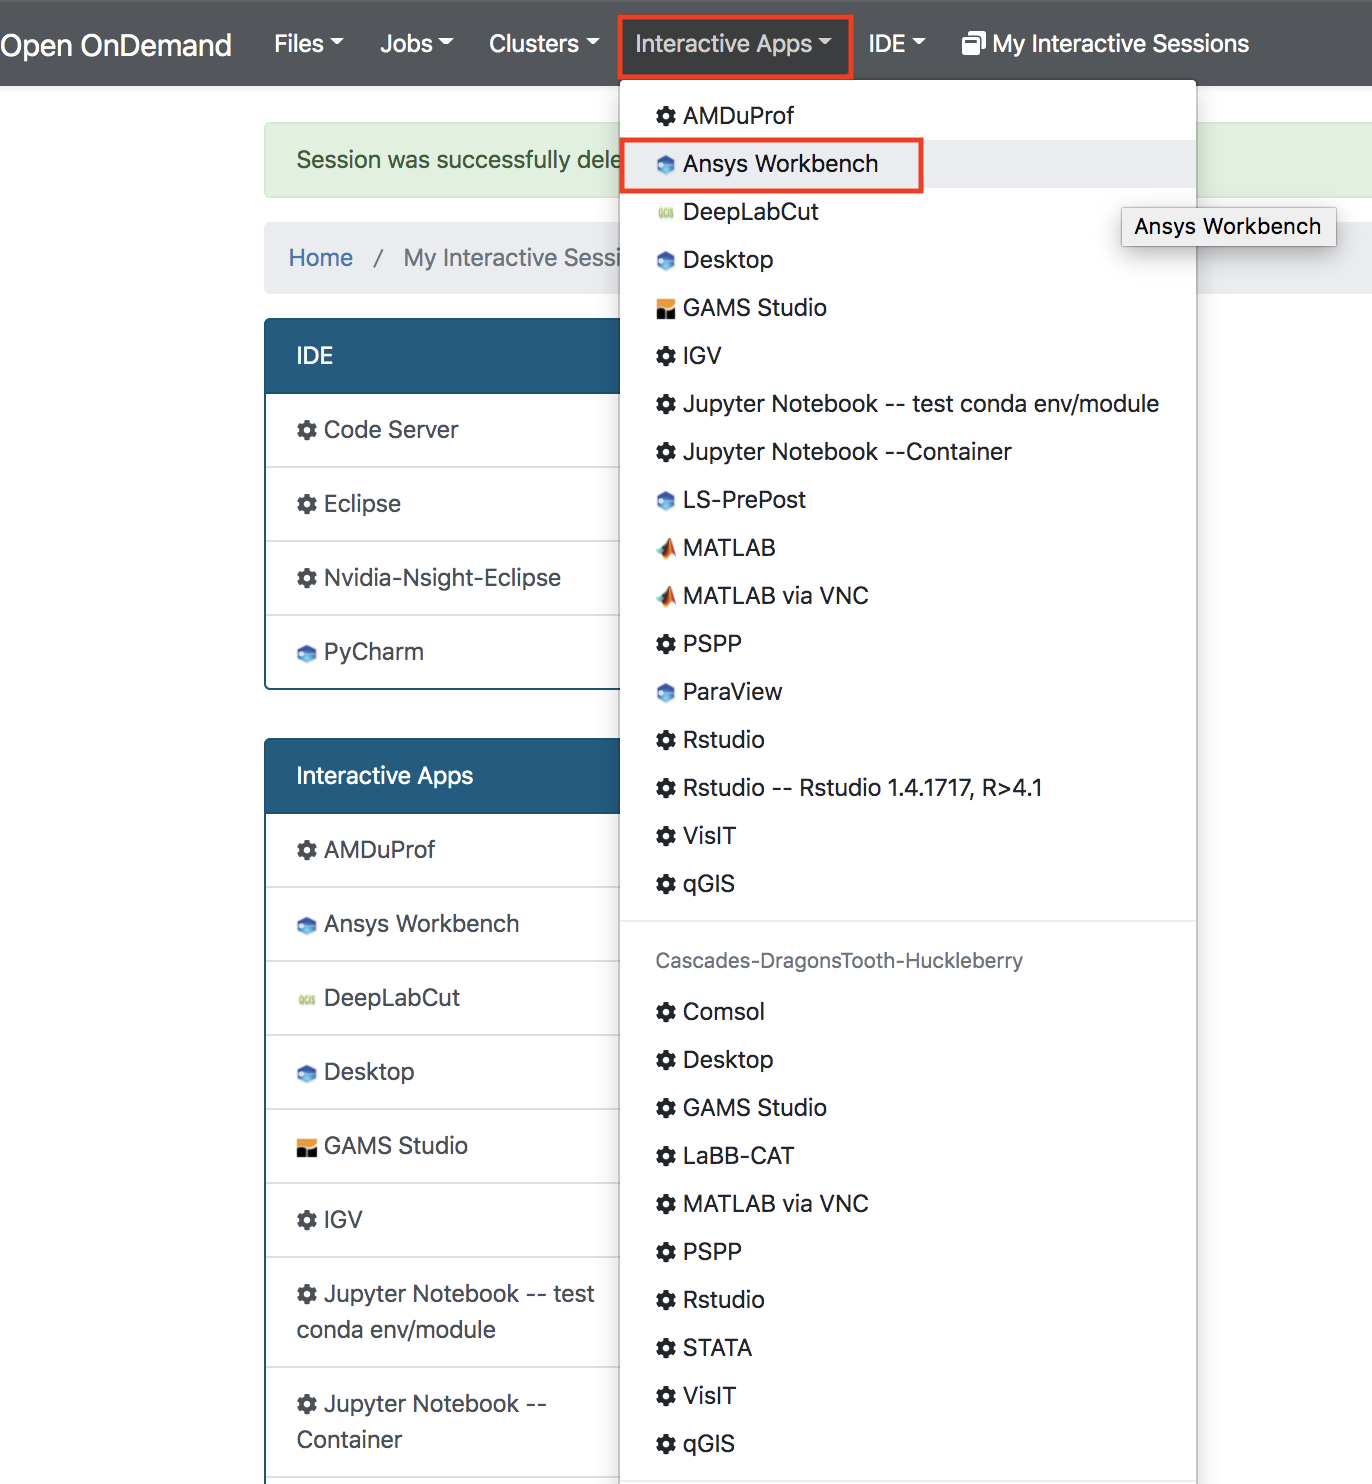 Open OnDemand Files Jobs Clusters Interactive Apps IDE My Interactive Sessions
Session was successfully dele
Home / My Interactive Sessi
IDE
Code Server
Eclipse
Nvidia-Nsight-Eclipse
PyCharm
Interactive Apps
AMDuProf
Ansys Workbench
DeepLabCut
Desktop
GAMS Studio
IGV
Jupyter Notebook -- test
conda env/module
Jupyter Notebook --
Container
AMDuProf
Ansys Workbench
DeepLabCut
Desktop
GAMS Studio
IGV
Jupyter Notebook -- test conda env/module
Jupyter Notebook --Container
LS-PrePost
MATLAB
MATLAB via VNC
PSPP
ParaView
Rstudio
Rstudio -- Rstudio 1.4.1717, R>4.1
VisIT
qGIS
Cascades-DragonsTooth-Huckleberry
Comsol
Desktop
GAMS Studio
LaBB-CAT
MATLAB via VNC
PSPP
Rstudio
STATA
VisIT
qGIS
Ansys Workbench